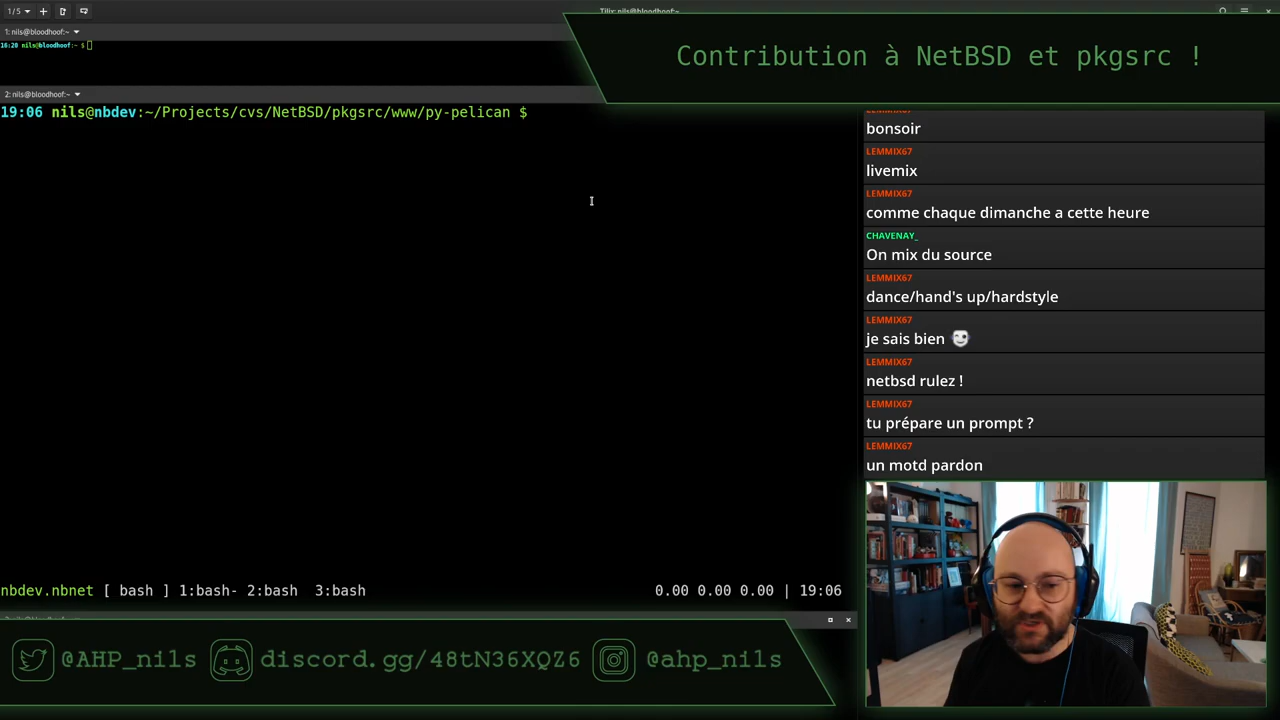 1/5
Tilix: nils@bloodhoof:~
1: nils@bloodhoof:~
16:20 nils@bloodhoof:~ $
Contribution à NetBSD et pkgsrc !
2: nils@bloodhoof:~
19:06 nils@nbdev:~/Projects/cvs/NetBSD/pkgsrc/www/py-pelican $
bonsoir
LEMMIX67
livemix
LEMMIX67
comme chaque dimanche a cette heure
CHAVENAY_
On mix du source
LEMMIX67
dance/hand's up/hardstyle
LEMMIX67
je sais bien
LEMMIX67
netbsd rulez !
LEMMIX67
tu prépare un prompt ?
LEMMIX67
un motd pardon
nbdev.nbnet [ bash ] 1:bash- 2:bash 3:bash 0.00 0.00 0.00 | 19:06
@AHP_nils discord.gg/48tN36XQZ6 @ahp_nils